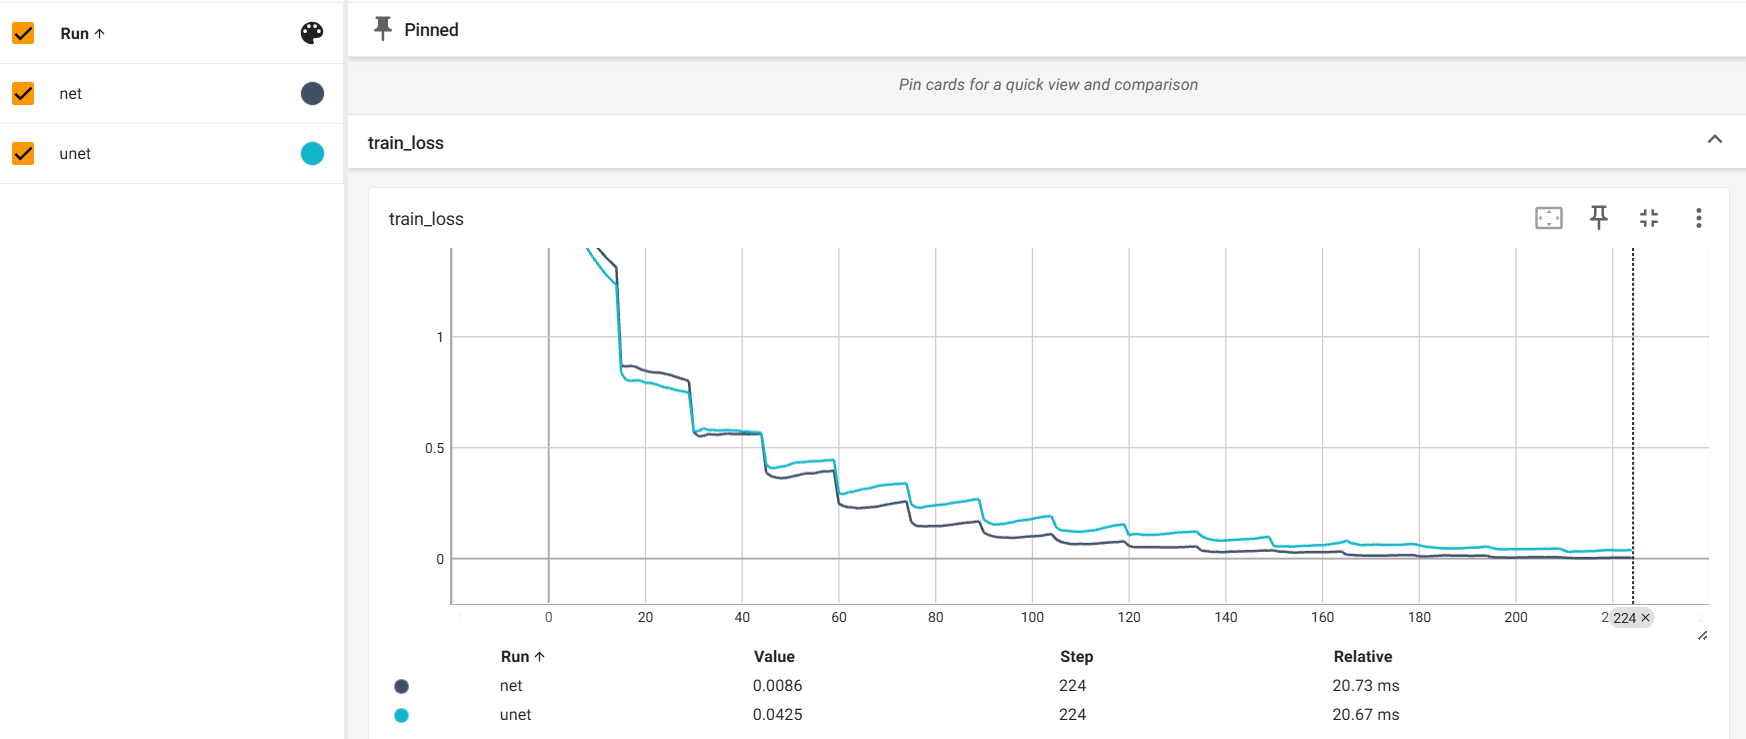 Run ↑
net
unet
Pinned
Pin cards for a quick view and comparison
train_loss
train_loss
1
0.5
0
0 20 40 60 80 100 120 140 160 180 200 224 ×
Run ↑ Value Step Relative
net 0.0086 224 20.73 ms
unet 0.0425 224 20.67 ms